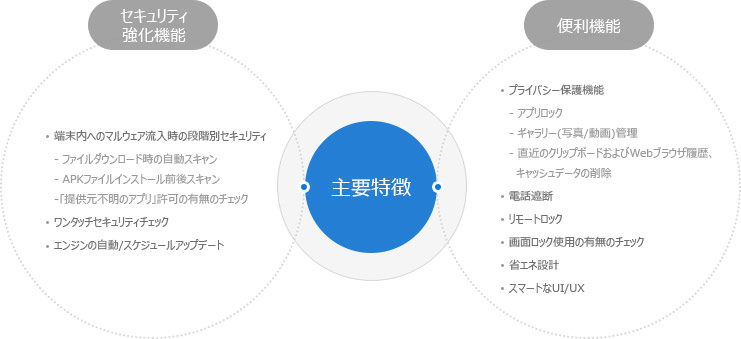 セキュリティ
強化機能
・端末内へのマルウェア流入時の段階別セキュリティ
- ファイルダウンロード時の自動スキャン
- APKファイルインストール前後スキャン
-「提供元不明のアプリ」許可の有無のチェック
・ワンタッチセキュリティチェック
・エンジンの自動/スケジュールアップデート
主要特徴
便利機能
・プライバシー保護機能
- アプリロック
- ギャラリー(写真/動画)管理
- 直近のクリップボードおよびWebブラウザ履歴、
キャッシュデータの削除
・電話遮断
・リモートロック
・画面ロック使用の有無のチェック
・省エネ設計
・スマートなUI/UX